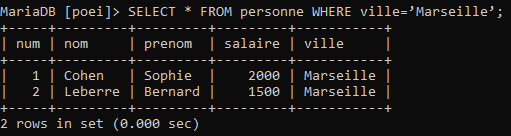 MariaDB [poei]> SELECT * FROM personne WHERE ville=’Marseille’;
+-----+---------+---------+---------+-----------+
| num | nom     | prenom  | salaire | ville     |
+-----+---------+---------+---------+-----------+
|   1 | Cohen   | Sophie  |    2000 | Marseille |
|   2 | Leberre | Bernard |    1500 | Marseille |
+-----+---------+---------+---------+-----------+
2 rows in set (0.000 sec)